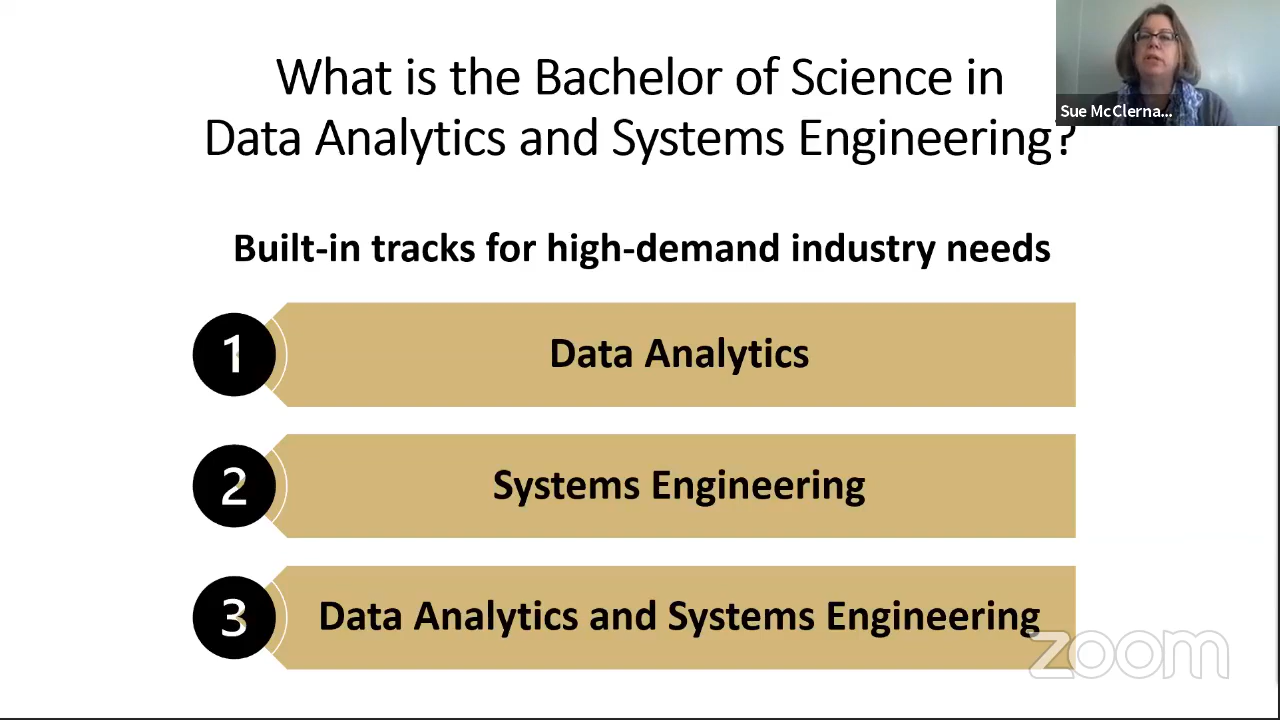 What is the Bachelor of Science in
Data Analytics and Systems Engineering?
Sue McClerna...
Built-in tracks for high-demand industry needs
1
Data Analytics
2
Systems Engineering
3
Data Analytics and Systems Engineering
zoom